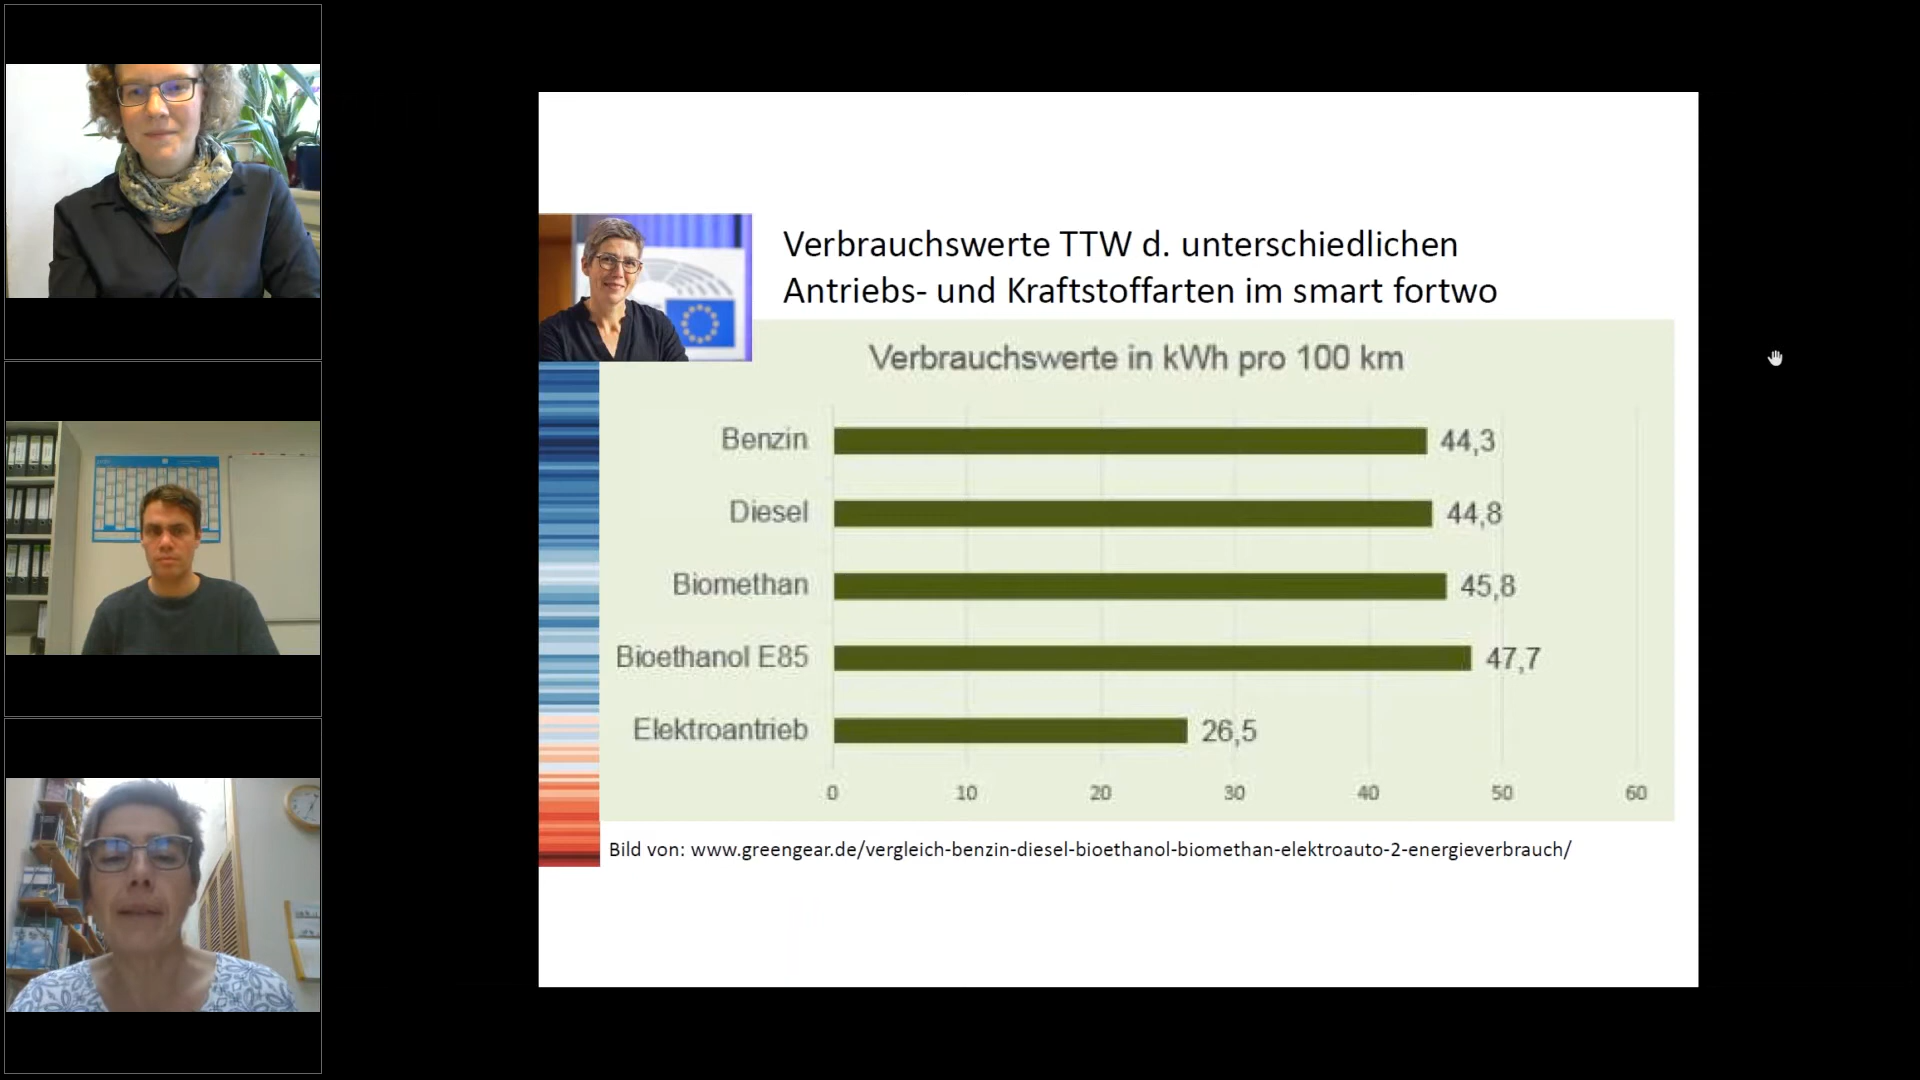 Verbrauchswerte TTW d. unterschiedlichen
Antriebs- und Kraftstoffarten im smart fortwo
Verbrauchswerte in kWh pro 100 km
Benzin 44,3
Diesel 44,8
Biomethan 45,8
Bioethanol E85 47,7
Elektroantrieb 26,5
0 10 20 30 40 50 60
Bild von: www.greengear.de/vergleich-benzin-diesel-bioethanol-biomethan-elektroauto-2-energieverbrauch/